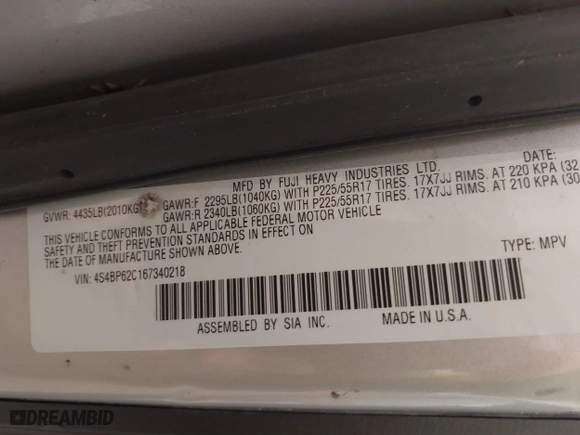 MFD BY FUJI HEAVY INDUSTRIES LTD. DATE:
GVWR: 4435LB(2010KG) GAWR:F 2295LB(1040KG) WITH P225/55R17 TIRES. 17X7JJ RIMS. AT 220 KPA (32
GAWR:R 2340LB(1060KG) WITH P225/55R17 TIRES. 17X7JJ RIMS. AT 210 KPA (30
THIS VEHICLE CONFORMS TO ALL APPLICABLE FEDERAL MOTOR VEHICLE
SAFETY AND THEFT PREVENTION STANDARDS IN EFFECT ON
THE DATE OF MANUFACTURE SHOWN ABOVE.
VIN: 4S4BP62C167340218 TYPE: MPV
ASSEMBLED BY SIA INC. MADE IN U.S.A.
DREAMBID